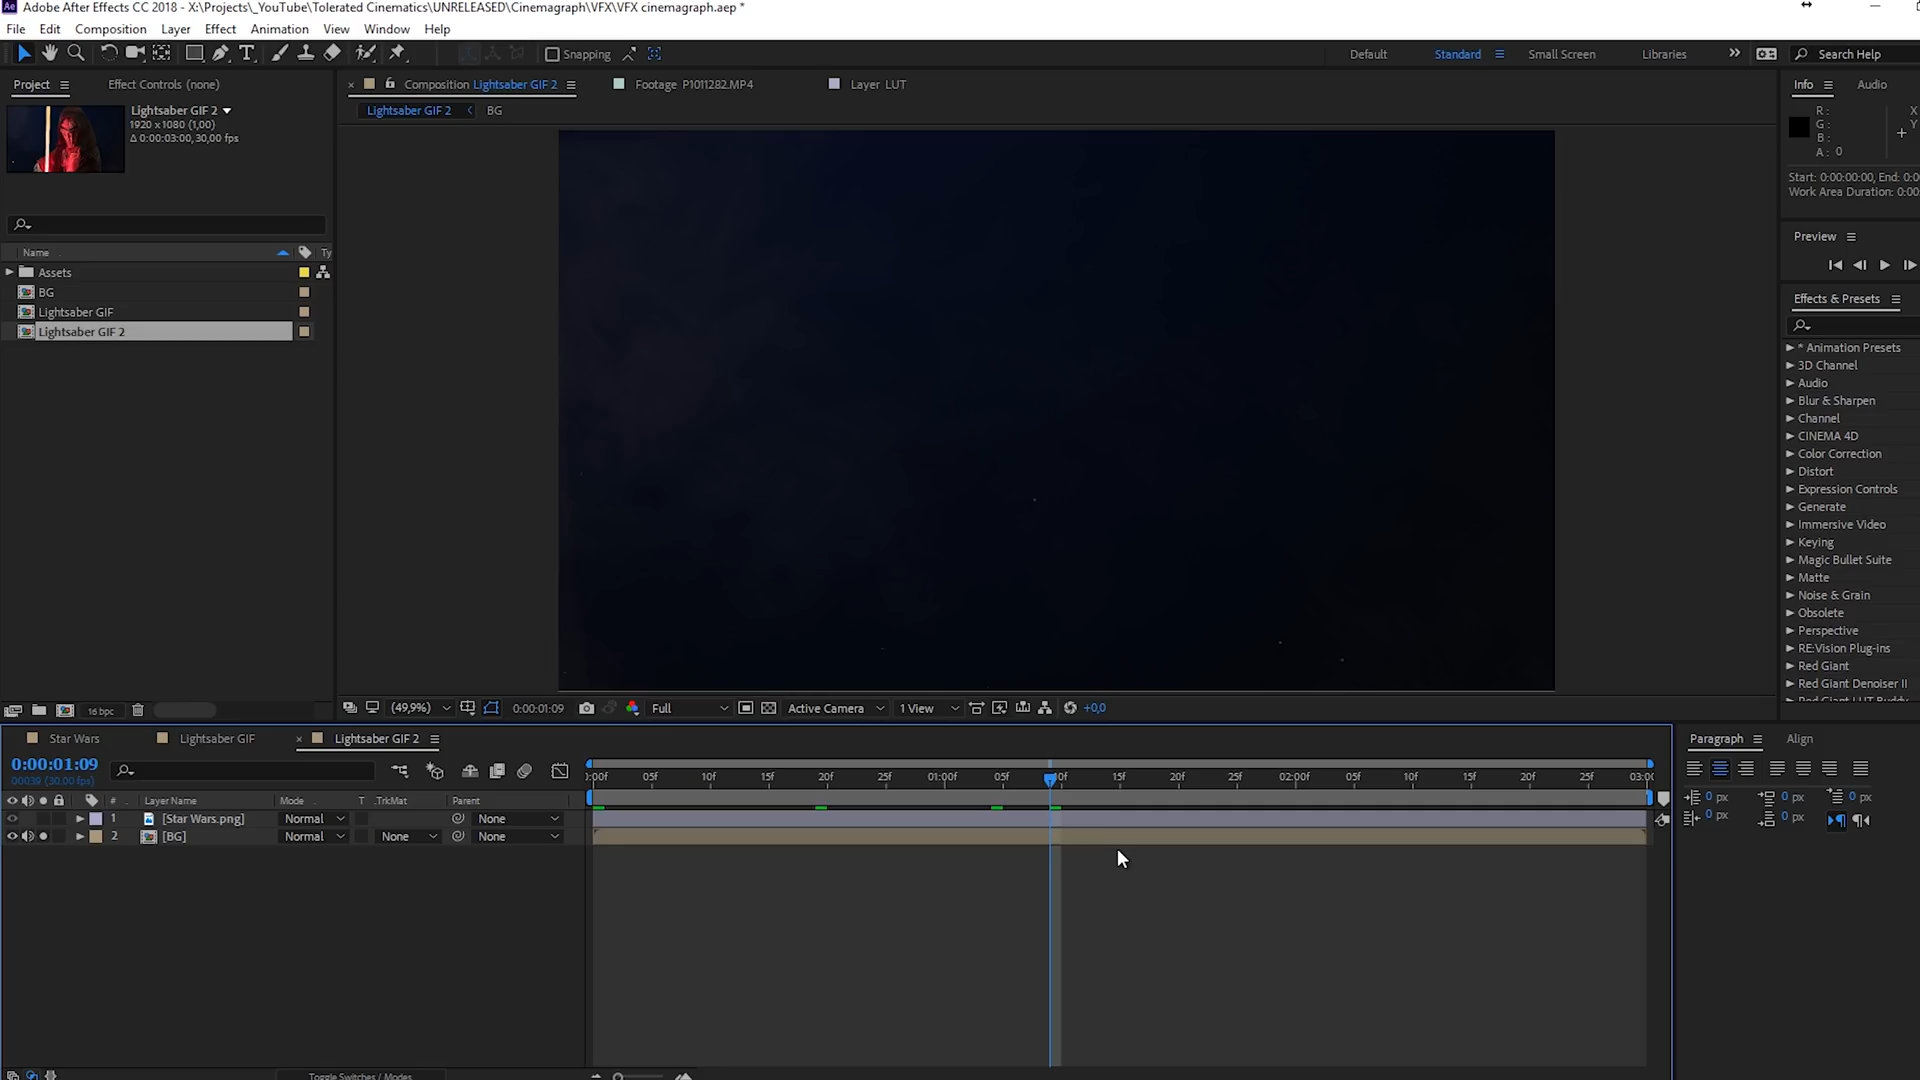 Adobe After Effects CC 2018 - X:\Projects\_YouTube\Tolerated Cinematics\UNRELEASED\Cinemagraph\VFX\VFX cinemagraph.aep *
File Edit Composition Layer Effect Animation View Window Help
Snapping
Default Standard Small Screen Libraries Search Help
Project Effect Controls (none)
Composition Lightsaber GIF 2 Footage P1011282.MP4 Layer LUT
Info Audio
Lightsaber GIF 2
1920 x 1080 (1,00)
Δ 0:00:03:00, 30,00 fps
Lightsaber GIF 2 BG
R :
G :
B :
A : 0
X
Y
Start: 0:00:00:00, End: 0:0
Work Area Duration: 0:00
Preview
Name Ty
Assets
BG
Lightsaber GIF
Lightsaber GIF 2
Effects & Presets
* Animation Presets
3D Channel
Audio
Blur & Sharpen
Channel
CINEMA 4D
Color Correction
Distort
Expression Controls
Generate
Immersive Video
Keying
Magic Bullet Suite
Matte
Noise & Grain
Obsolete
Perspective
RE:Vision Plug-ins
Red Giant
Red Giant Denoiser II
Red Giant LUT Buddy
16 bpc
(49,9%) 0:00:01:09 Full Active Camera 1 View +0,0
Star Wars Lightsaber GIF Lightsaber GIF 2
Paragraph Align
0:00:01:09
00039 (30.00 fps)
:00f 05f 10f 15f 20f 25f 01:00f 05f 10f 15f 20f 25f 02:00f 05f 10f 15f 20f 25f 03:00
# Layer Name Mode T .TrkMat Parent
1 [Star Wars.png] Normal None
2 [BG] Normal None None
0 px 0 px 0 px
0 px 0 px
Toggle Switches / Modes